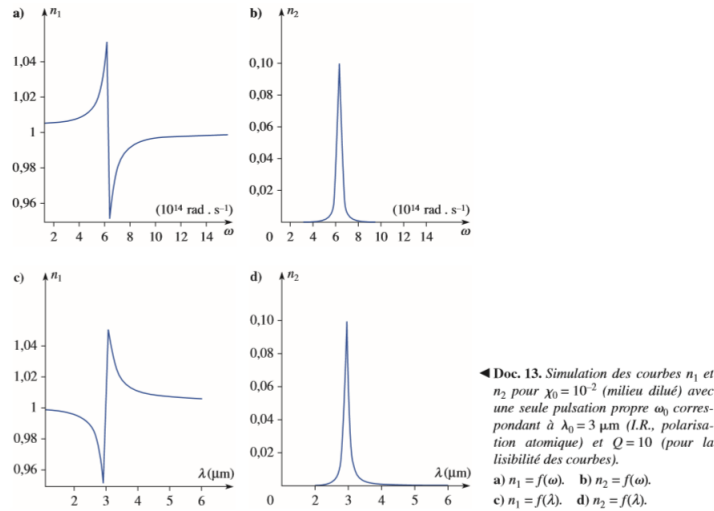 a) n₁
1,04
1,02
1
0,98
0,96
(10¹⁴ rad . s⁻¹)
2 4 6 8 10 12 14 ω
b) n₂
0,10
0,08
0,06
0,04
0,02
(10¹⁴ rad . s⁻¹)
0 2 4 6 8 10 12 14 ω
c) n₁
1,04
1,02
1
0,98
0,96
λ(μm)
2 3 4 5 6
d) n₂
0,10
0,08
0,06
0,04
0,02
λ(μm)
0 2 3 4 5 6
◄ Doc. 13. Simulation des courbes n₁ et
n₂ pour χ₀ = 10⁻² (milieu dilué) avec
une seule pulsation propre ω₀ corres-
pondant à λ₀ = 3 μm (I.R., polarisa-
tion atomique) et Q = 10 (pour la
lisibilité des courbes).
a) n₁ = f(ω). b) n₂ = f(ω).
c) n₁ = f(λ). d) n₂ = f(λ).